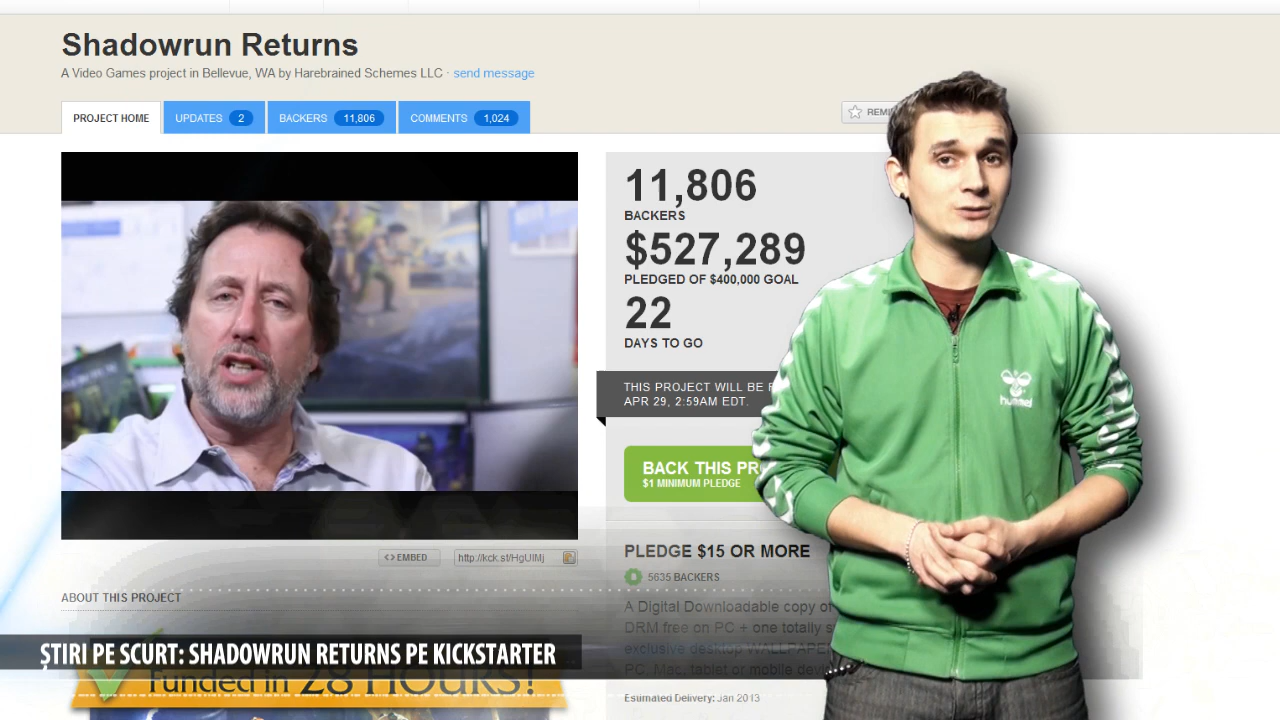 Shadowrun Returns
A Video Games project in Bellevue, WA by Harebrained Schemes LLC · send message
PROJECT HOME
UPDATES 2
BACKERS 11,806
COMMENTS 1,024
11,806
BACKERS
$527,289
PLEDGED OF $400,000 GOAL
22
DAYS TO GO
THIS PROJECT WILL BE
APR 29, 2:59AM EDT.
BACK THIS
$1 MINIMUM PLEDGE
hummel
<> EMBED
http://kck.st/HgUIMj
PLEDGE $15 OR MORE
5635 BACKERS
A Digital Downloadable copy of
DRM free on PC + one totally
exclusive desktop WALLPAPER
PC, Mac, tablet or mobile
Estimated Delivery: Jan 2013
ABOUT THIS PROJECT
ȘTIRI PE SCURT: SHADOWRUN RETURNS PE KICKSTARTER
Funded in 28 HOURS!